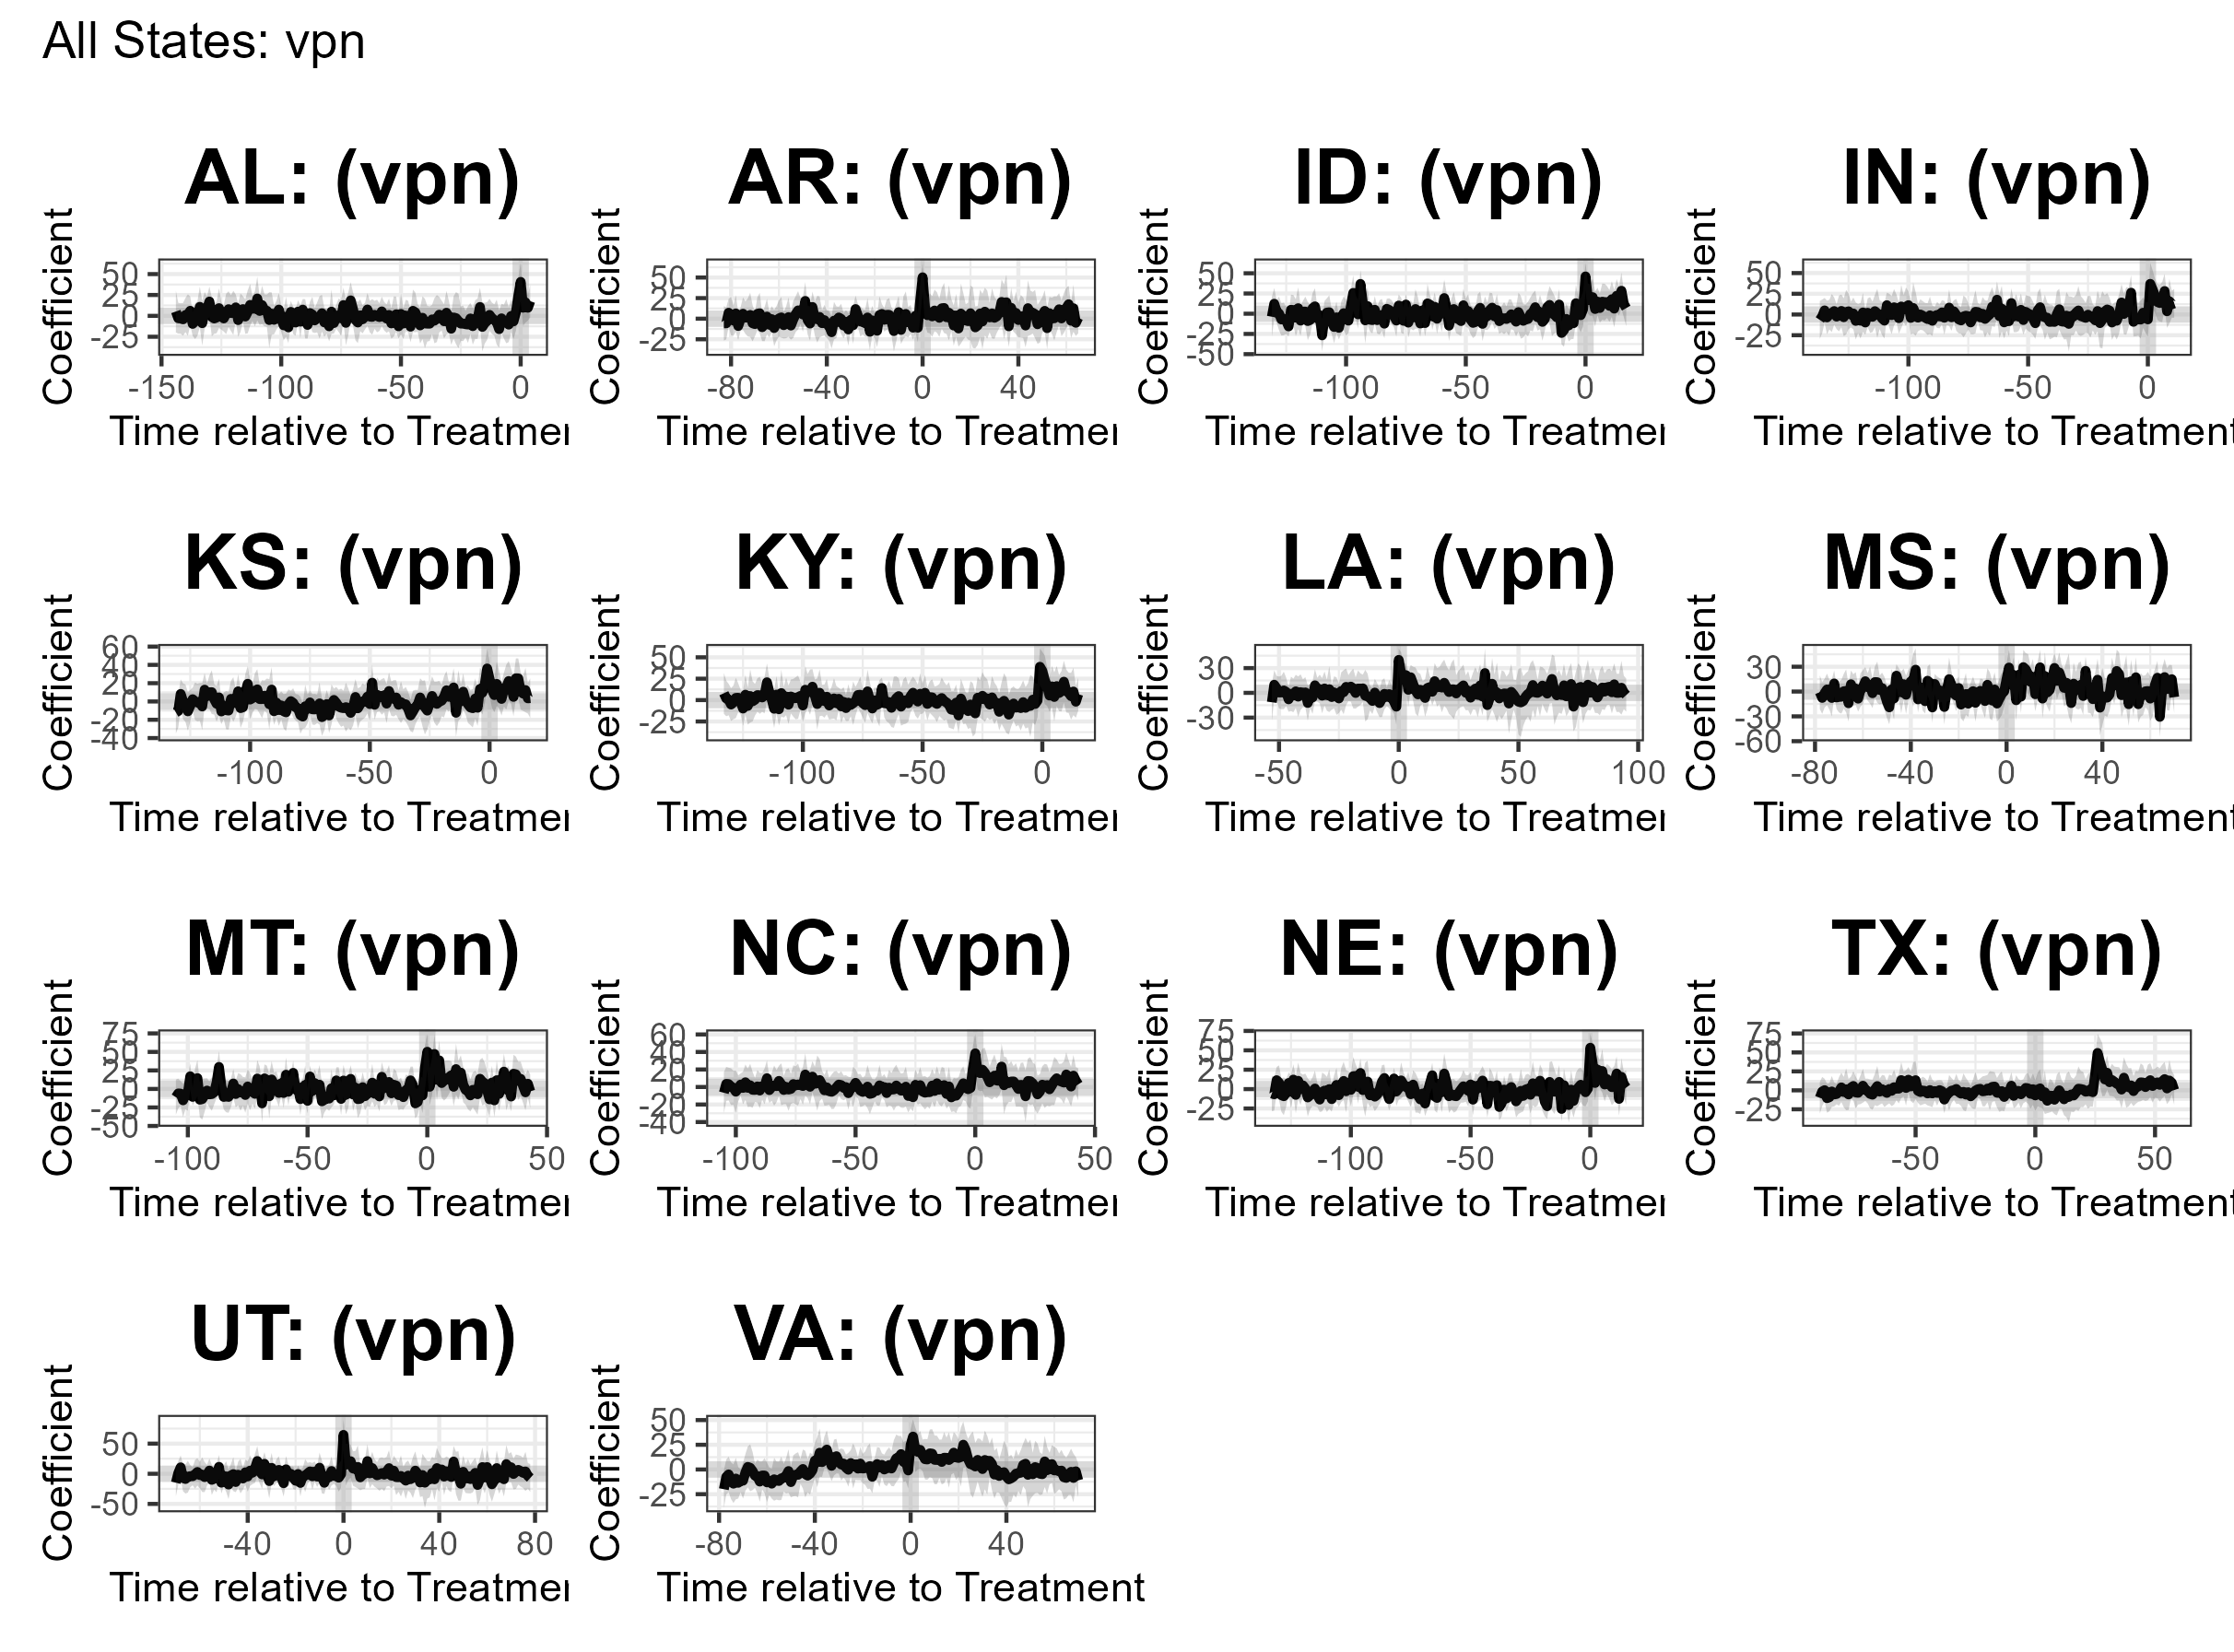 All States: vpn
AL: (vpn)
Coefficient
50
25
0
-25
-150 -100 -50 0
Time relative to Treatmen
AR: (vpn)
Coefficient
50
25
0
-25
-80 -40 0 40
Time relative to Treatmen
ID: (vpn)
Coefficient
50
25
0
-25
-50
-100 -50 0
Time relative to Treatmen
IN: (vpn)
Coefficient
50
25
0
-25
-100 -50 0
Time relative to Treatment
KS: (vpn)
Coefficient
60
40
20
0
-20
-40
-100 -50 0
Time relative to Treatmen
KY: (vpn)
Coefficient
50
25
0
-25
-100 -50 0
Time relative to Treatmen
LA: (vpn)
Coefficient
30
0
-30
-50 0 50 100
Time relative to Treatmen
MS: (vpn)
Coefficient
30
0
-30
-60
-80 -40 0 40
Time relative to Treatment
MT: (vpn)
Coefficient
75
50
25
0
-25
-50
-100 -50 0 50
Time relative to Treatmen
NC: (vpn)
Coefficient
60
40
20
0
-20
-40
-100 -50 0 50
Time relative to Treatmen
NE: (vpn)
Coefficient
75
50
25
0
-25
-100 -50 0
Time relative to Treatmen
TX: (vpn)
Coefficient
75
50
25
0
-25
-50 0 50
Time relative to Treatment
UT: (vpn)
Coefficient
50
0
-50
-40 0 40 80
Time relative to Treatmen
VA: (vpn)
Coefficient
50
25
0
-25
-80 -40 0 40
Time relative to Treatment